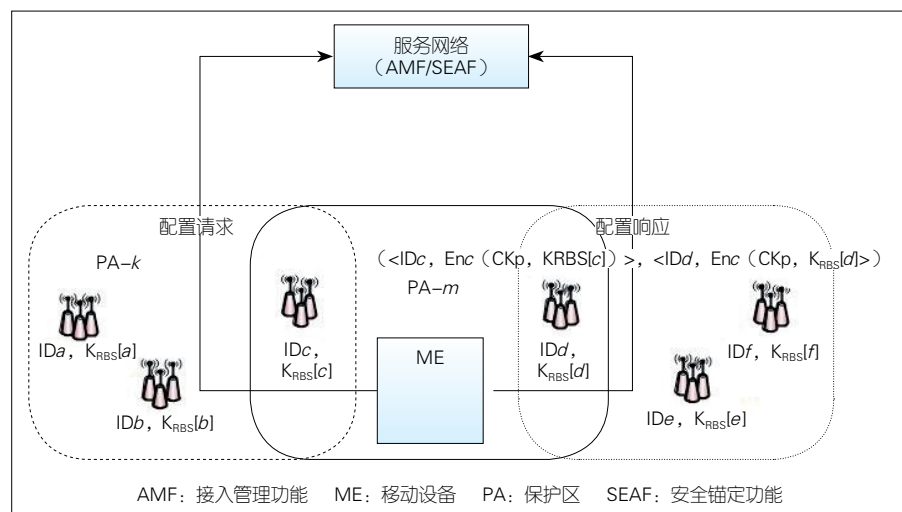 服务网络
（AMF/SEAF）
配置请求
配置响应
PA-k
（<IDc，Enc（CKp，KRBS[c]）>，<IDd，Enc（CKp，KRBS[d]>）
PA-m
IDa，KRBS[a]
IDb，KRBS[b]
IDc，
KRBS[c]
ME
IDd，
KRBS[d]
IDf，KRBS[f]
IDe，KRBS[e]
AMF：接入管理功能 ME：移动设备 PA：保护区 SEAF：安全锚定功能